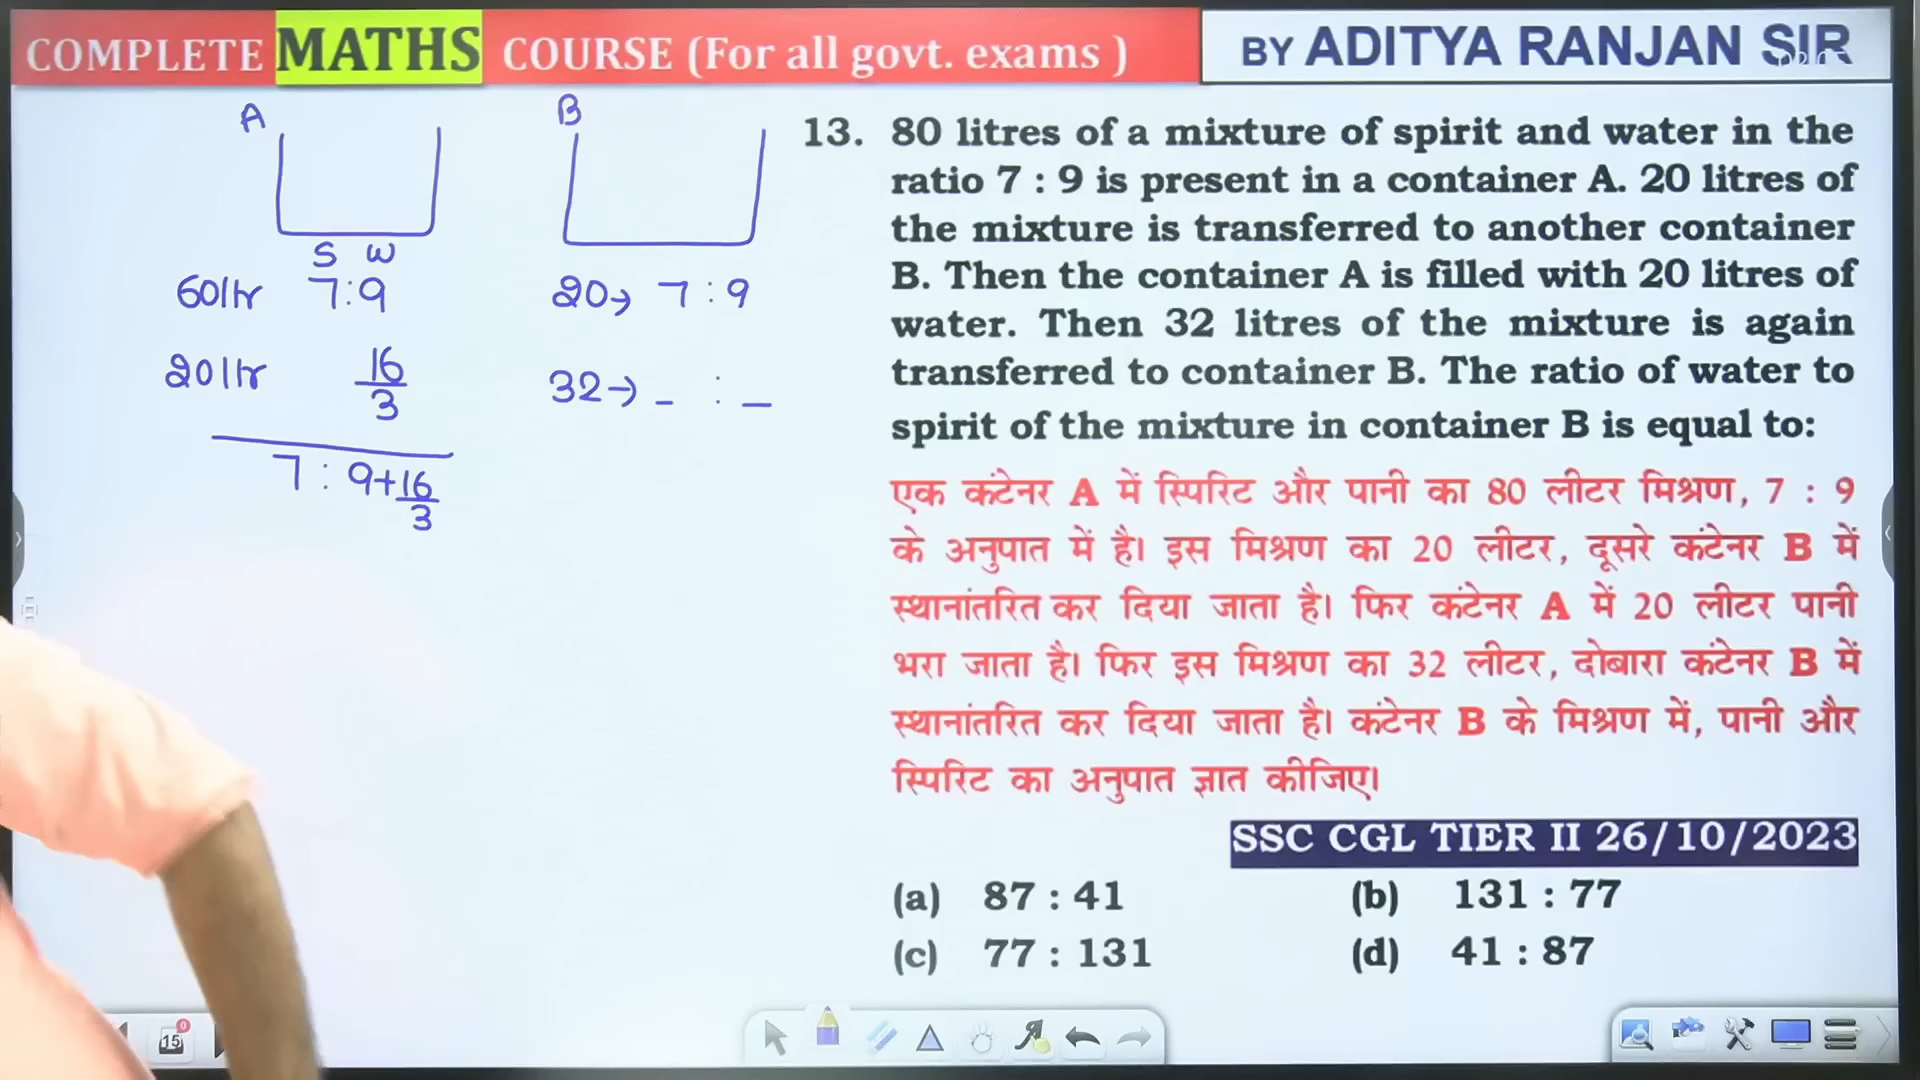 COMPLETE MATHS COURSE (For all govt. exams )
BY ADITYA RANJAN SIR
A
B
S W
60ltr 7:9
20→ 7 : 9
20ltr 16/3
32→ _ : _
7 : 9+16/3
13. 80 litres of a mixture of spirit and water in the
ratio 7 : 9 is present in a container A. 20 litres of
the mixture is transferred to another container
B. Then the container A is filled with 20 litres of
water. Then 32 litres of the mixture is again
transferred to container B. The ratio of water to
spirit of the mixture in container B is equal to:
एक कंटेनर A में स्पिरिट और पानी का 80 लीटर मिश्रण, 7 : 9
के अनुपात में है। इस मिश्रण का 20 लीटर, दूसरे कंटेनर B में
स्थानांतरित कर दिया जाता है। फिर कंटेनर A में 20 लीटर पानी
भरा जाता है। फिर इस मिश्रण का 32 लीटर, दोबारा कंटेनर B में
स्थानांतरित कर दिया जाता है। कंटेनर B के मिश्रण में, पानी और
स्पिरिट का अनुपात ज्ञात कीजिए।
SSC CGL TIER II 26/10/2023
(a) 87 : 41
(b) 131 : 77
(c) 77 : 131
(d) 41 : 87
15
0